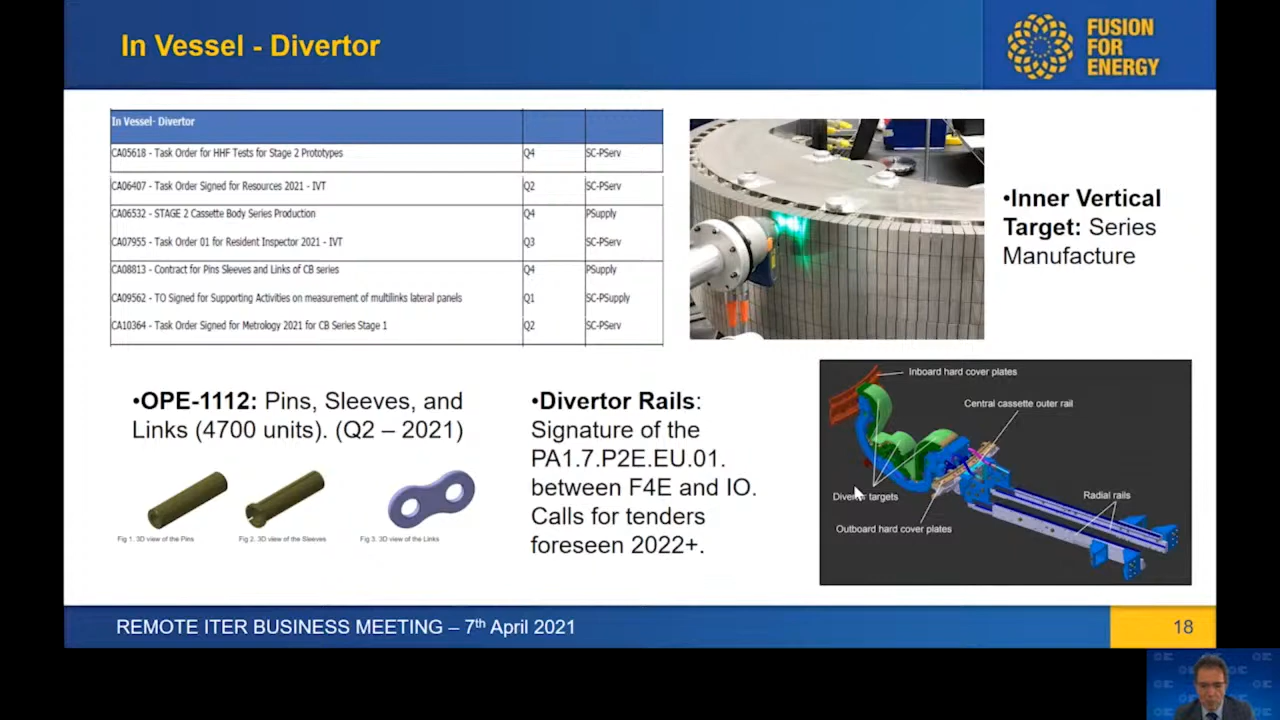 In Vessel - Divertor
FUSION
FOR
ENERGY
In Vessel- Divertor
CA05618 - Task Order for HHF Tests for Stage 2 Prototypes Q4 SC-PServ
CA06407 - Task Order Signed for Resources 2021 - IVT Q2 SC-PServ
CA06532 - STAGE 2 Cassette Body Series Production Q4 PSupply
CA07955 - Task Order 01 for Resident Inspector 2021 - IVT Q3 SC-PServ
CA08813 - Contract for Pins Sleeves and Links of CB series Q4 PSupply
CA09562 - TO Signed for Supporting Activities on measurement of multilinks lateral panels Q1 SC-PSupply
CA10364 - Task Order Signed for Metrology 2021 for CB Series Stage 1 Q2 SC-PServ
•Inner Vertical
Target: Series
Manufacture
•OPE-1112: Pins, Sleeves, and
Links (4700 units). (Q2 – 2021)
Fig 1. 3D view of the Pins
Fig 2. 3D view of the Sleeves
Fig 3. 3D view of the Links
•Divertor Rails:
Signature of the
PA1.7.P2E.EU.01.
between F4E and IO.
Calls for tenders
foreseen 2022+.
Inboard hard cover plates
Central cassette outer rail
Divertor targets
Radial rails
Outboard hard cover plates
REMOTE ITER BUSINESS MEETING – 7th April 2021
18